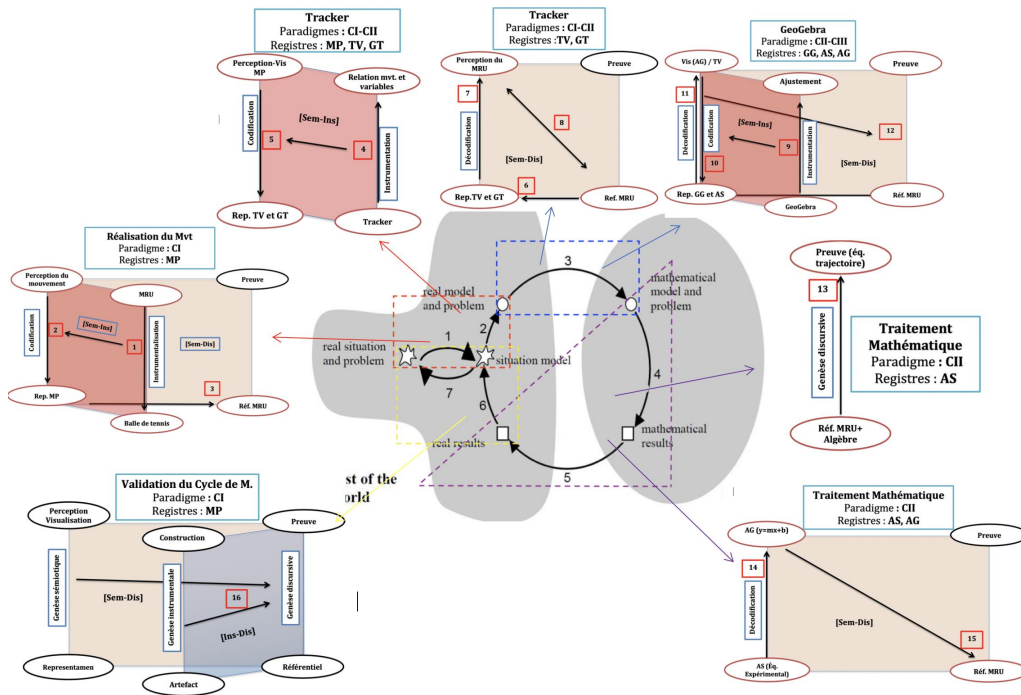 Tracker
Paradigmes : CI-CII
Registres : MP, TV, GT
Perception-Vis
MP
Relation mvt. et
variables
Codification
[Sem-Ins]
5
4
Instrumentation
Rep. TV et GT
Tracker
Tracker
Paradigmes : CI-CII
Registres :TV, GT
Perception du
MRU
Preuve
7
Décodification
8
[Sem-Dis]
6
Rep.TV et GT
Ref. MRU
GeoGebra
Paradigme : CII-CIII
Registres : GG, AS, AG
Vis (AG) / TV
Preuve
Ajustement
11
Décodification
Codification
[Sem-Ins]
12
9
Instrumentation
[Sem-Dis]
10
Rep. GG et AS
Réf. MRU
GeoGebra
Réalisation du Mvt
Paradigme : CI
Registres : MP
Perception du
mouvement
MRU
Preuve
Codification
2
[Sem-Ins]
1
Instrumentalisation
[Sem-Dis]
3
Rep. MP
Réf. MRU
Balle de tennis
real model
and problem
3
mathematical
model and
problem
real situation
and problem
1
2
situation model
7
4
6
real results
mathematical
results
5
st of the
orld
Preuve (éq.
trajectoire)
13
Genèse discursive
Traitement
Mathématique
Paradigme : CII
Registres : AS
Réf. MRU+
Algèbre
Validation du Cycle de M.
Paradigme : CI
Registres : MP
Perception
Visualisation
Preuve
Construction
Genèse sémiotique
[Sem-Dis]
Genèse instrumentale
16
Genèse discursive
[Ins-Dis]
Representamen
Référentiel
Artefact
Traitement Mathématique
Paradigme : CII
Registres : AS, AG
AG (y=mx+b)
Preuve
14
Décodification
[Sem-Dis]
15
AS (Éq.
Expérimental)
Réf. MRU